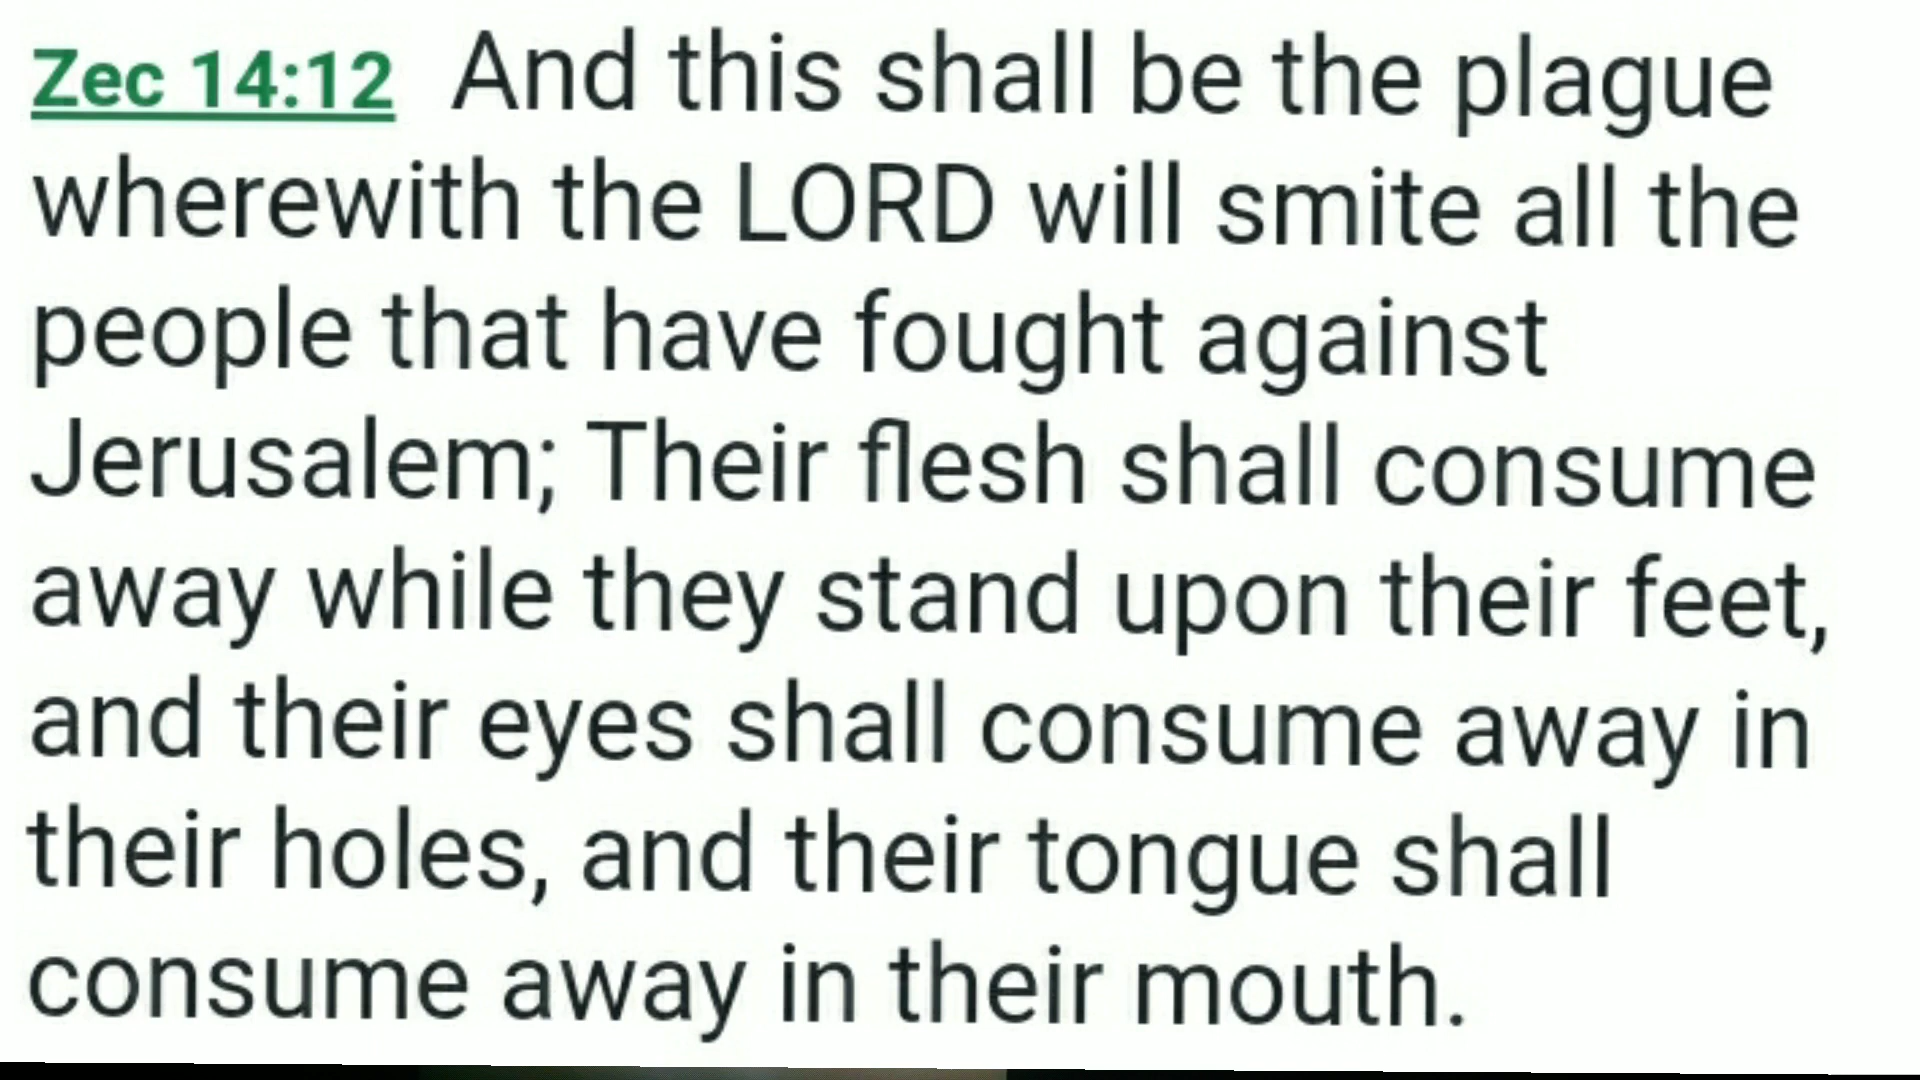 Zec 14:12 And this shall be the plague
wherewith the LORD will smite all the
people that have fought against
Jerusalem; Their flesh shall consume
away while they stand upon their feet,
and their eyes shall consume away in
their holes, and their tongue shall
consume away in their mouth.